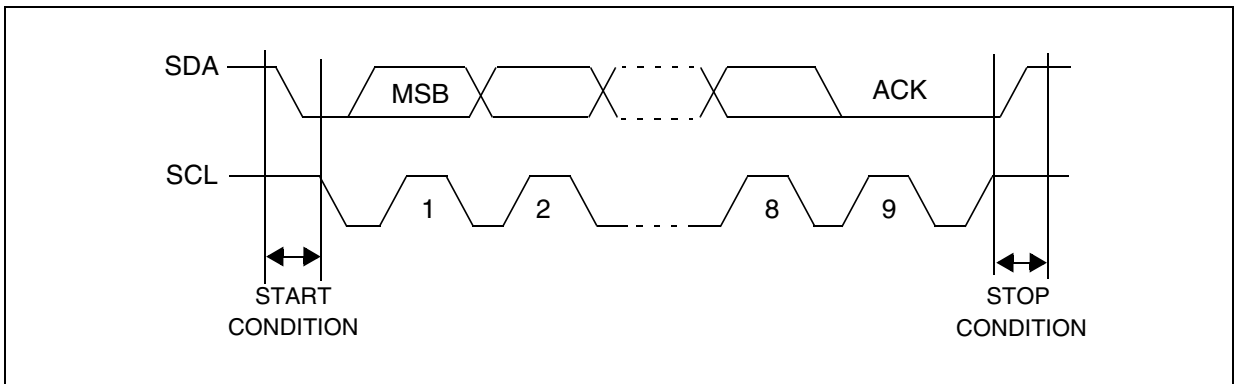 SDA
MSB
ACK
SCL
1
2
8
9
START
CONDITION
STOP
CONDITION